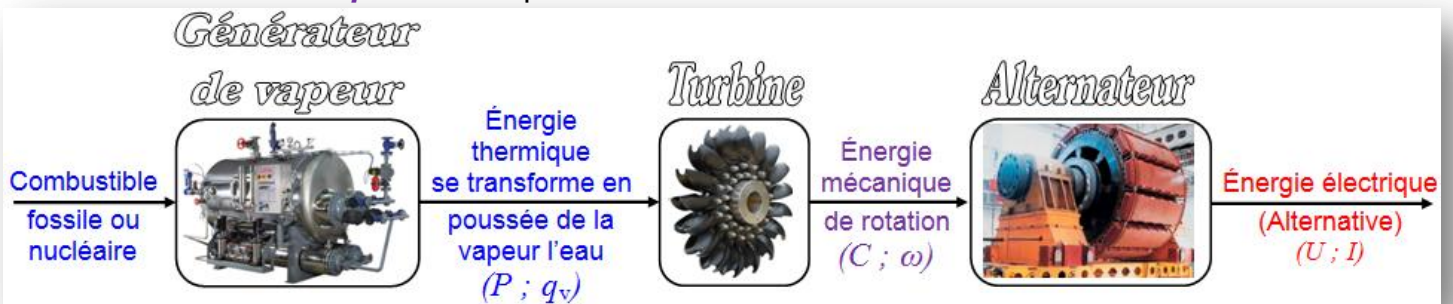 Générateur
de vapeur
Turbine
Alternateur
Combustible
fossile ou
nucléaire
Énergie
thermique
se transforme en
poussée de la
vapeur l’eau
(P ; qv)
Énergie
mécanique
de rotation
(C ; ω)
Énergie électrique
(Alternative)
(U ; I)